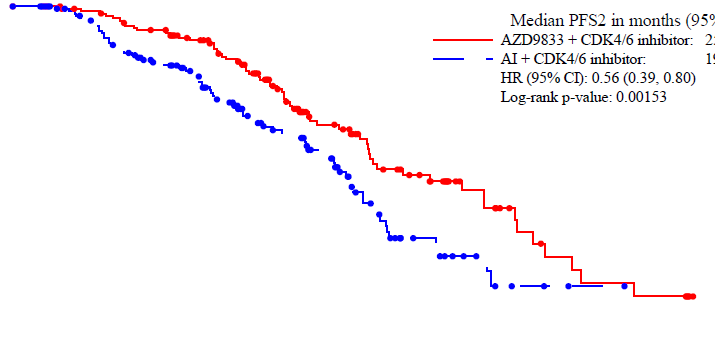 Median PFS2 in months (95
AZD9833 + CDK4/6 inhibitor:
AI + CDK4/6 inhibitor: 19
HR (95% CI): 0.56 (0.39, 0.80)
Log-rank p-value: 0.00153